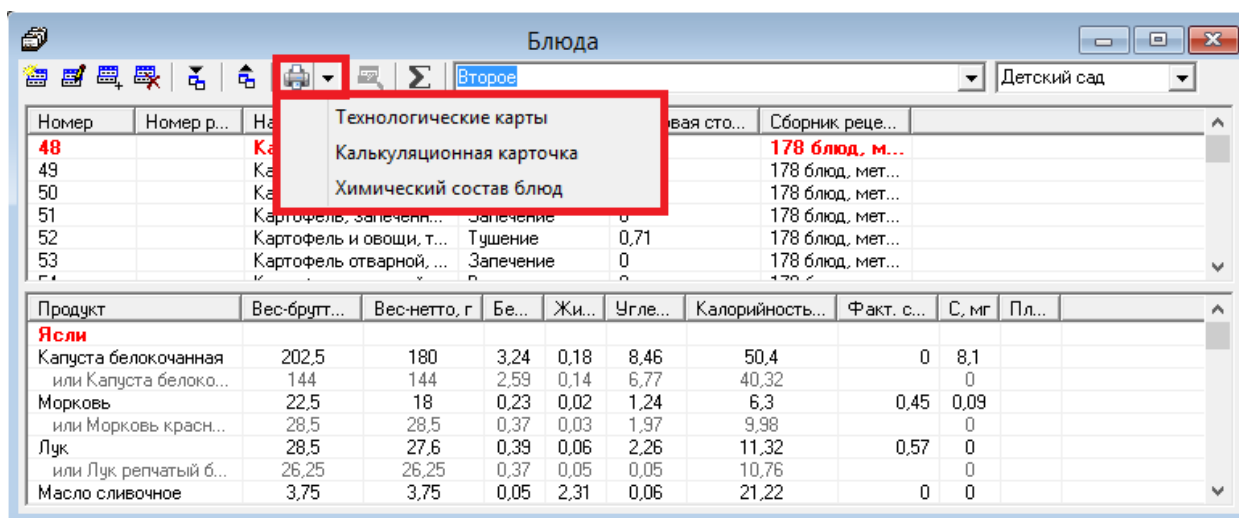 Блюда
Второе Детский сад
Технологические карты
Калькуляционная карточка
Химический состав блюд
Номер Номер р... На вая сто... Сборник реце...
48 Ка 178 блюд, м...
49 Ка 178 блюд, мет...
50 Ка 178 блюд, мет...
51 Картофель, запеченн... Запечение 0 178 блюд, мет...
52 Картофель и овощи, т... Тушение 0,71 178 блюд, мет...
53 Картофель отварной, ... Запечение 0 178 блюд, мет...
Продукт Вес-брутт... Вес-нетто, г Бе... Жи... Угле... Калорийность... Факт. с... С, мг Пл...
Ясли
Капуста белокочанная 202,5 180 3,24 0,18 8,46 50,4 0 8,1
или Капуста белоко... 144 144 2,59 0,14 6,77 40,32 0
Морковь 22,5 18 0,23 0,02 1,24 6,3 0,45 0,09
или Морковь красн... 28,5 28,5 0,37 0,03 1,97 9,98 0
Лук 28,5 27,6 0,39 0,06 2,26 11,32 0,57 0
или Лук репчатый б... 26,25 26,25 0,37 0,05 0,05 10,76 0
Масло сливочное 3,75 3,75 0,05 2,31 0,06 21,22 0 0